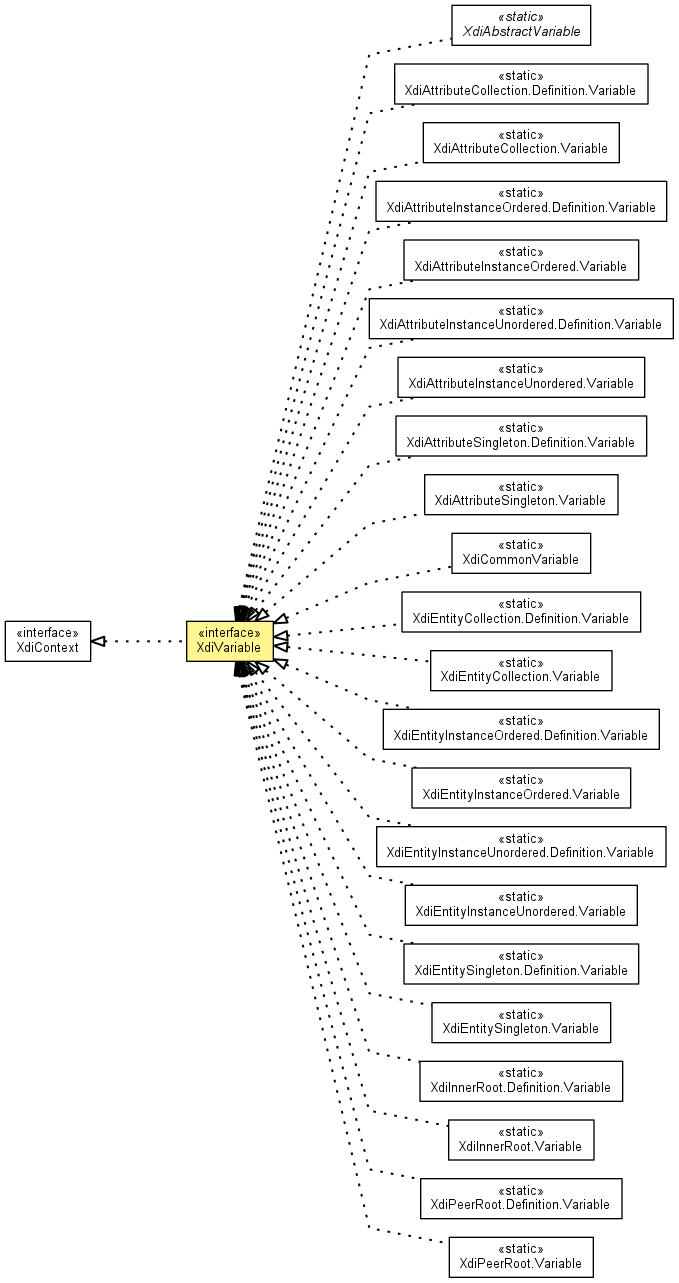 «static»
XdiAbstractVariable
«static»
XdiAttributeCollection.Definition.Variable
«static»
XdiAttributeCollection.Variable
«static»
XdiAttributeInstanceOrdered.Definition.Variable
«static»
XdiAttributeInstanceOrdered.Variable
«static»
XdiAttributeInstanceUnordered.Definition.Variable
«static»
XdiAttributeInstanceUnordered.Variable
«static»
XdiAttributeSingleton.Definition.Variable
«static»
XdiAttributeSingleton.Variable
«static»
XdiCommonVariable
«static»
XdiEntityCollection.Definition.Variable
«interface»
XdiContext
«interface»
XdiVariable
«static»
XdiEntityCollection.Variable
«static»
XdiEntityInstanceOrdered.Definition.Variable
«static»
XdiEntityInstanceOrdered.Variable
«static»
XdiEntityInstanceUnordered.Definition.Variable
«static»
XdiEntityInstanceUnordered.Variable
«static»
XdiEntitySingleton.Definition.Variable
«static»
XdiEntitySingleton.Variable
«static»
XdiInnerRoot.Definition.Variable
«static»
XdiInnerRoot.Variable
«static»
XdiPeerRoot.Definition.Variable
«static»
XdiPeerRoot.Variable